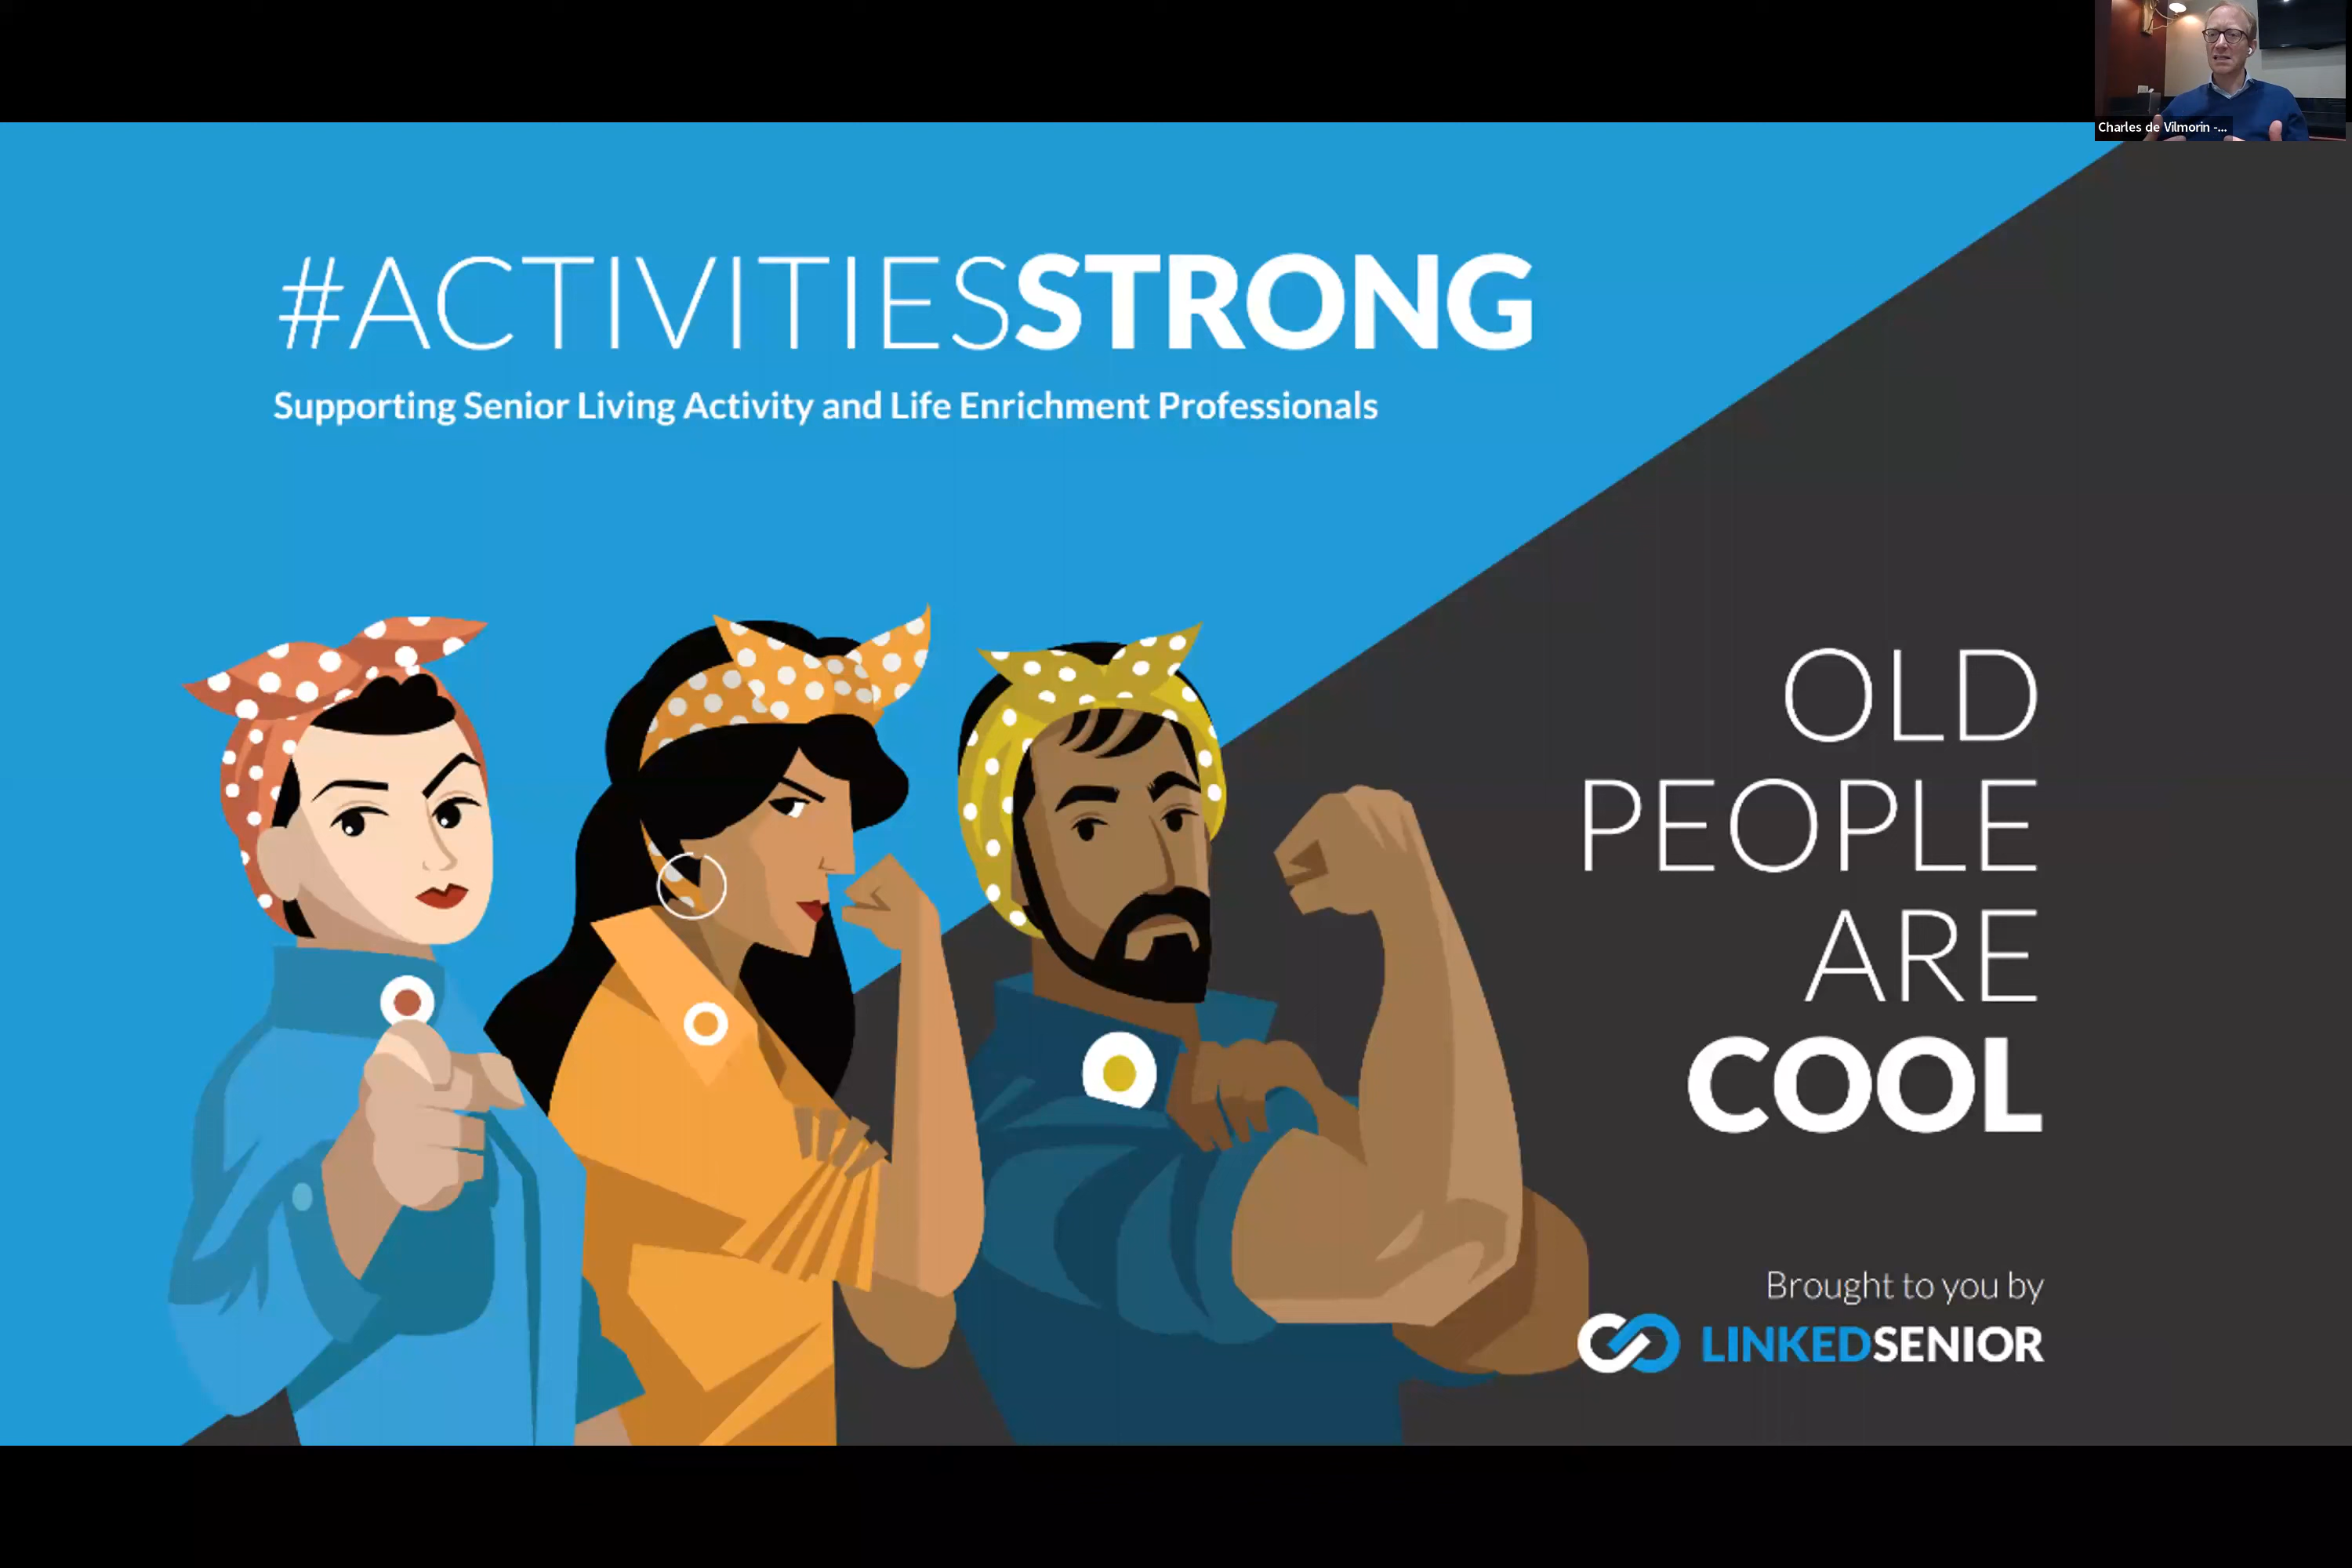 Charles de Vilmorin -...
#ACTIVITIESSTRONG
Supporting Senior Living Activity and Life Enrichment Professionals
OLD
PEOPLE
ARE
COOL
Brought to you by
LINKEDSENIOR